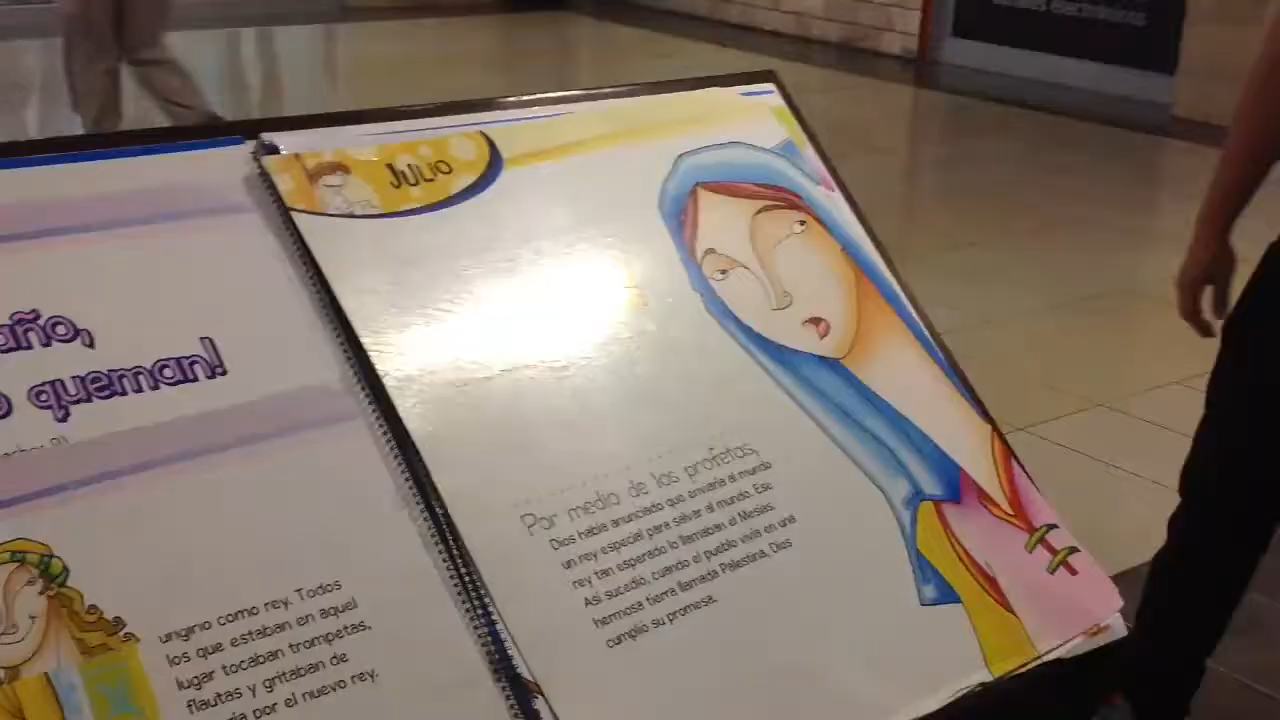 año,
queman!
ungido como rey. Todos
los que estaban en aquel
lugar tocaban trompetas,
flautas y gritaban de
por el nuevo rey.
JULIO
Por medio de los profetas,
Dios había anunciado que enviaría al mundo
un rey especial para salvar al mundo. Ese
rey tan esperado lo llamaban el Mesías.
Así sucedió, cuando el pueblo vivía en una
hermosa tierra llamada Palestina, Dios
cumplió su promesa.